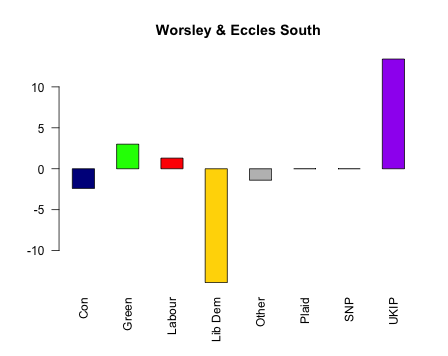 Worsley & Eccles South
10
5
0
-5
-10
Con
Green
Labour
Lib Dem
Other
Plaid
SNP
UKIP